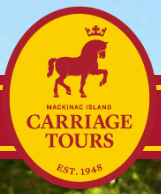 MACKINAC ISLAND
CARRIAGE
TOURS
EST. 1948